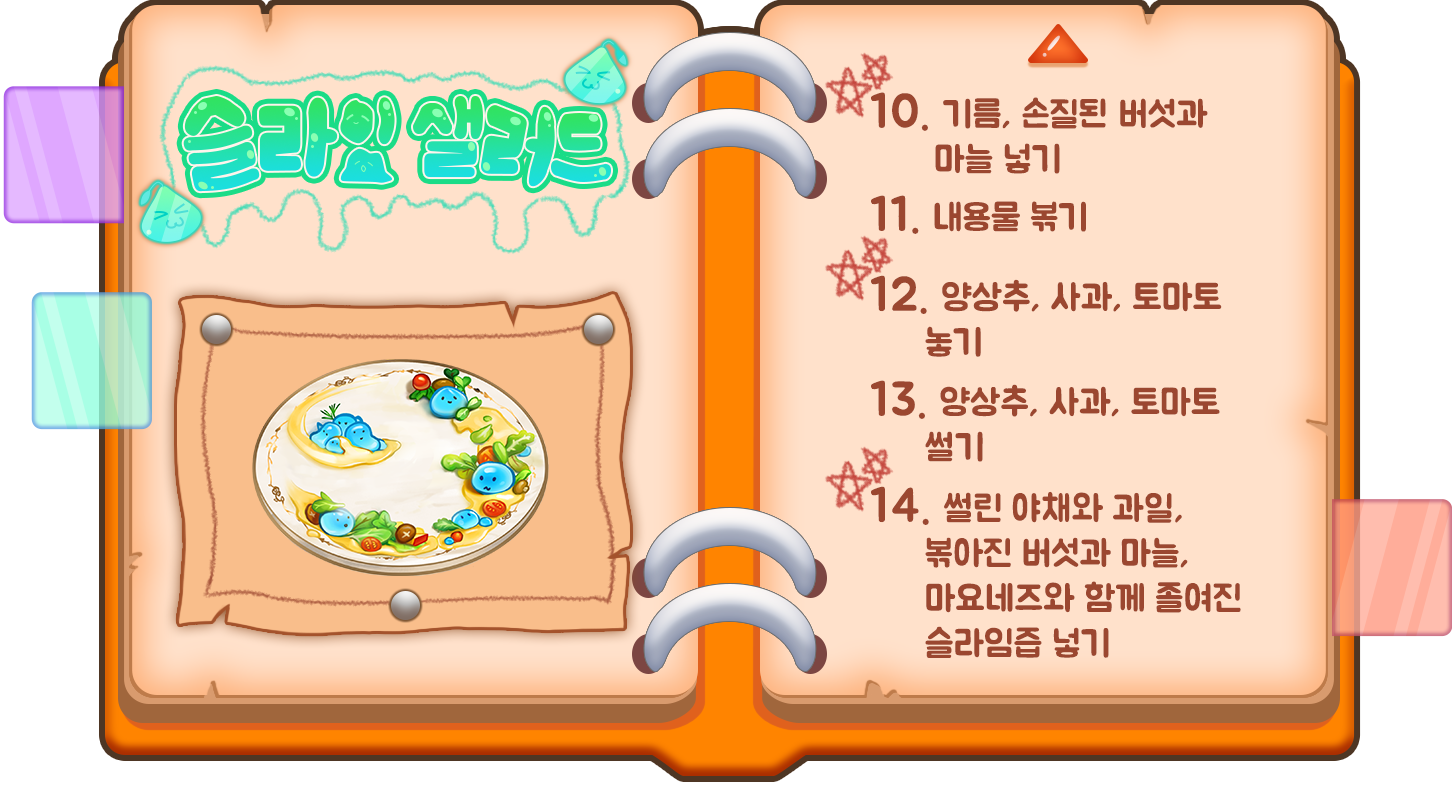 슬라임 샐러드
10. 기름, 손질된 버섯과
마늘 넣기
11. 내용물 볶기
12. 양상추, 사과, 토마토
놓기
13. 양상추, 사과, 토마토
썰기
14. 썰린 야채와 과일,
볶아진 버섯과 마늘,
마요네즈와 함께 졸여진
슬라임즙 넣기